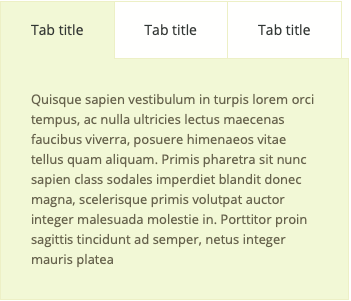 Tab title Tab title Tab title
Quisque sapien vestibulum in turpis lorem orci
tempus, ac nulla ultricies lectus maecenas
faucibus viverra, posuere himenaeos vitae
tellus quam aliquam. Primis pharetra sit nunc
sapien class sodales imperdiet blandit donec
magna, scelerisque primis volutpat auctor
integer malesuada molestie in. Porttitor proin
sagittis tincidunt ad semper, netus integer
mauris platea